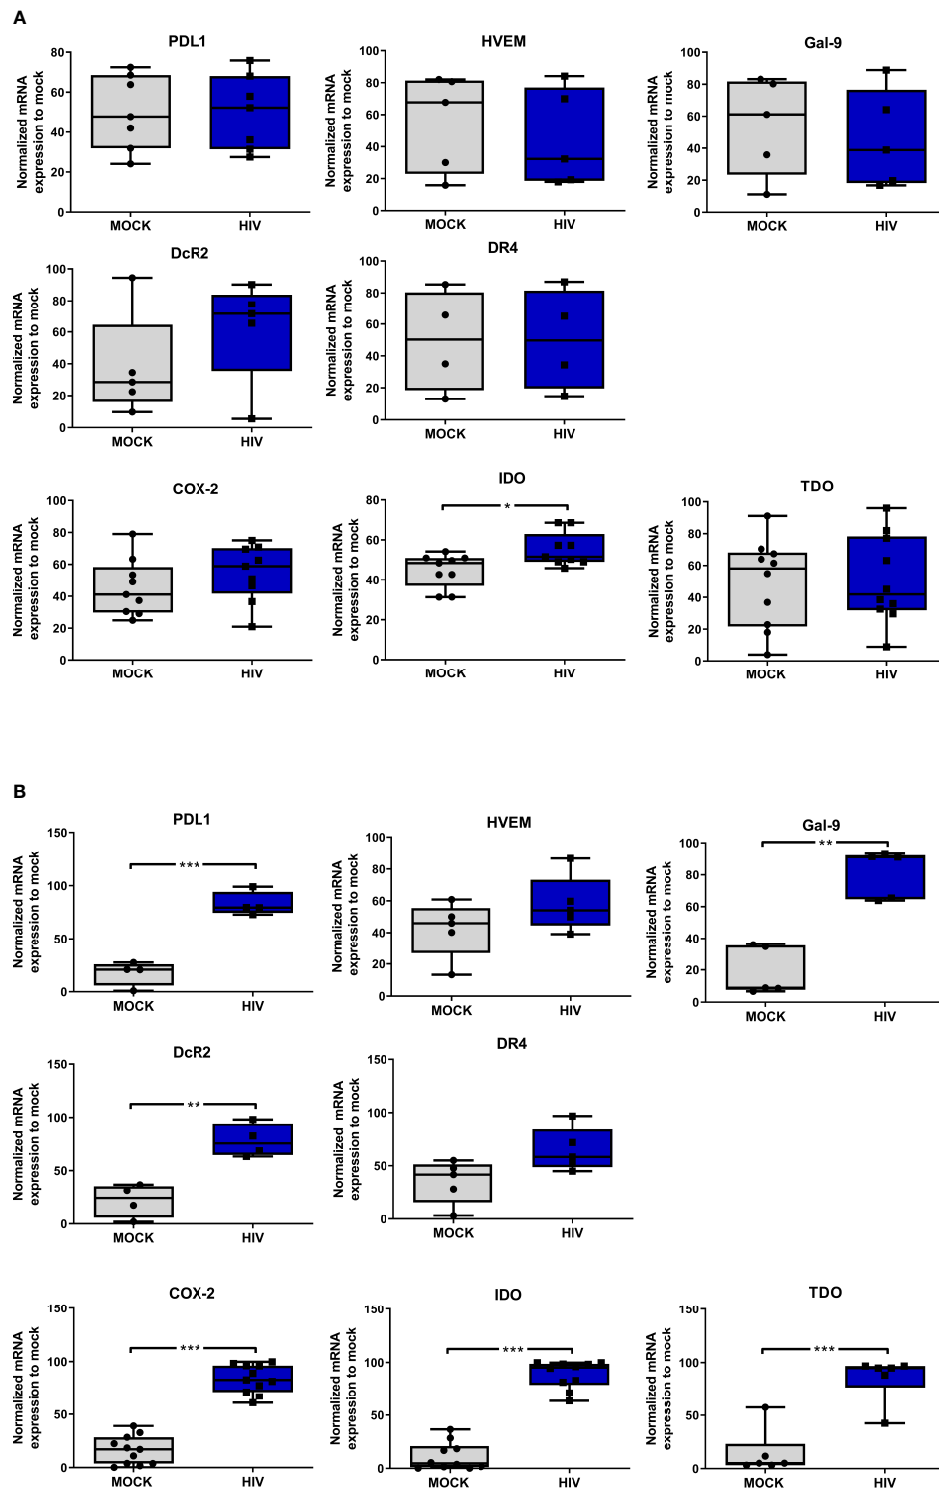 A
PDL1
Normalized mRNA
expression to mock
80
60
40
20
0
MOCK HIV
HVEM
Normalized mRNA
expression to mock
100
80
60
40
20
0
MOCK HIV
Gal-9
Normalized mRNA
expression to mock
100
80
60
40
20
0
MOCK HIV
DcR2
Normalized mRNA
expression to mock
100
80
60
40
20
0
MOCK HIV
DR4
Normalized mRNA
expression to mock
100
80
60
40
20
0
MOCK HIV
COX-2
Normalized mRNA
expression to mock
100
80
60
40
20
0
MOCK HIV
IDO
Normalized mRNA
expression to mock
80
60
40
20
0
*
MOCK HIV
TDO
Normalized mRNA
expression to mock
100
80
60
40
20
0
MOCK HIV
B
PDL1
Normalized mRNA
expression to mock
150
100
50
0
***
MOCK HIV
HVEM
Normalized mRNA
expression to mock
100
80
60
40
20
0
MOCK HIV
Gal-9
Normalized mRNA
expression to mock
100
80
60
40
20
0
**
MOCK HIV
DcR2
Normalized mRNA
expression to mock
150
100
50
0
**
MOCK HIV
DR4
Normalized mRNA
expression to mock
150
100
50
0
MOCK HIV
COX-2
Normalized mRNA
expression to mock
150
100
50
0
***
MOCK HIV
IDO
Normalized mRNA
expression to mock
150
100
50
0
***
MOCK HIV
TDO
Normalized mRNA
expression to mock
150
100
50
0
***
MOCK HIV